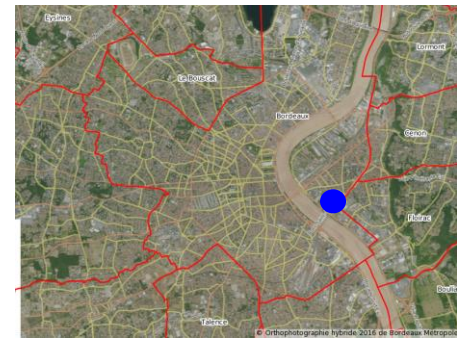 Eysines
Lormont
Le Bouscat
Bordeaux
Cenon
Floirac
Talence
© Orthophotographie hybride 2016 de Bordeaux Métropole